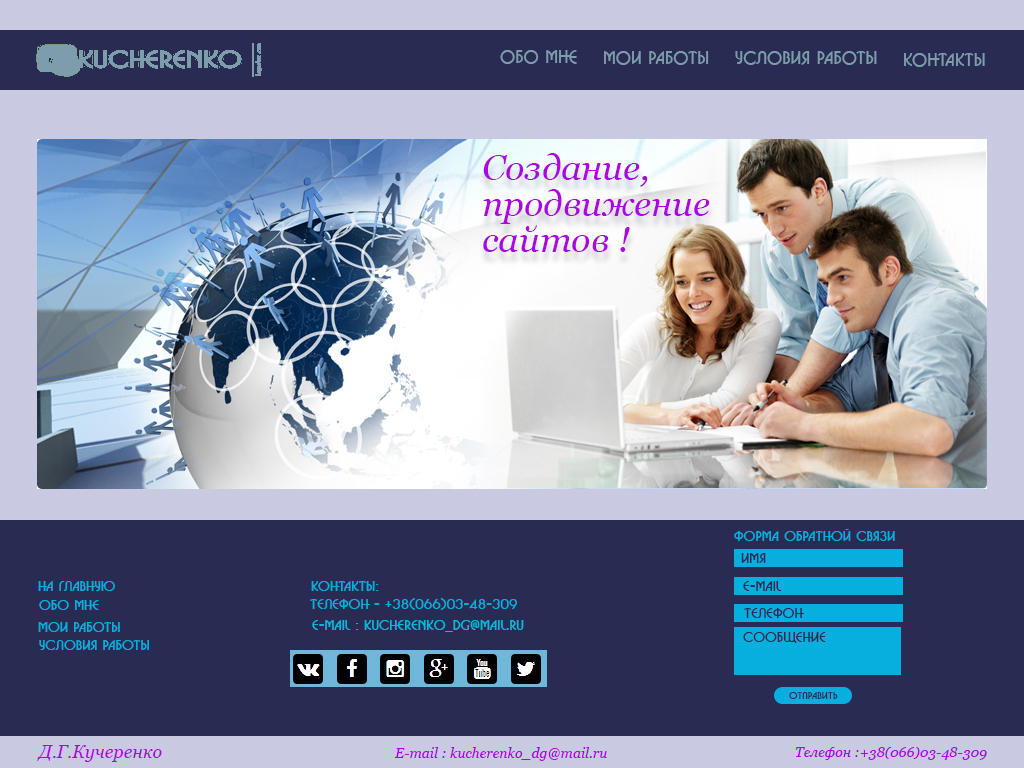 KUCHERENKO
ОБО МНЕ
МОИ РАБОТЫ
УСЛОВИЯ РАБОТЫ
КОНТАКТЫ
Создание,
продвижение
сайтов !
НА ГЛАВНУЮ
ОБО МНЕ
МОИ РАБОТЫ
УСЛОВИЯ РАБОТЫ
КОНТАКТЫ:
ТЕЛЕФОН - +38(066)03-48-309
E-MAIL : KUCHERENKO_DG@MAIL.RU
g+
You
Tube
ФОРМА ОБРАТНОЙ СВЯЗИ
ИМЯ
E-MAIL
ТЕЛЕФОН
СООБЩЕНИЕ
ОТПРАВИТЬ
Д.Г.Кучеренко
E-mail : kucherenko_dg@mail.ru
Телефон :+38(066)03-48-309